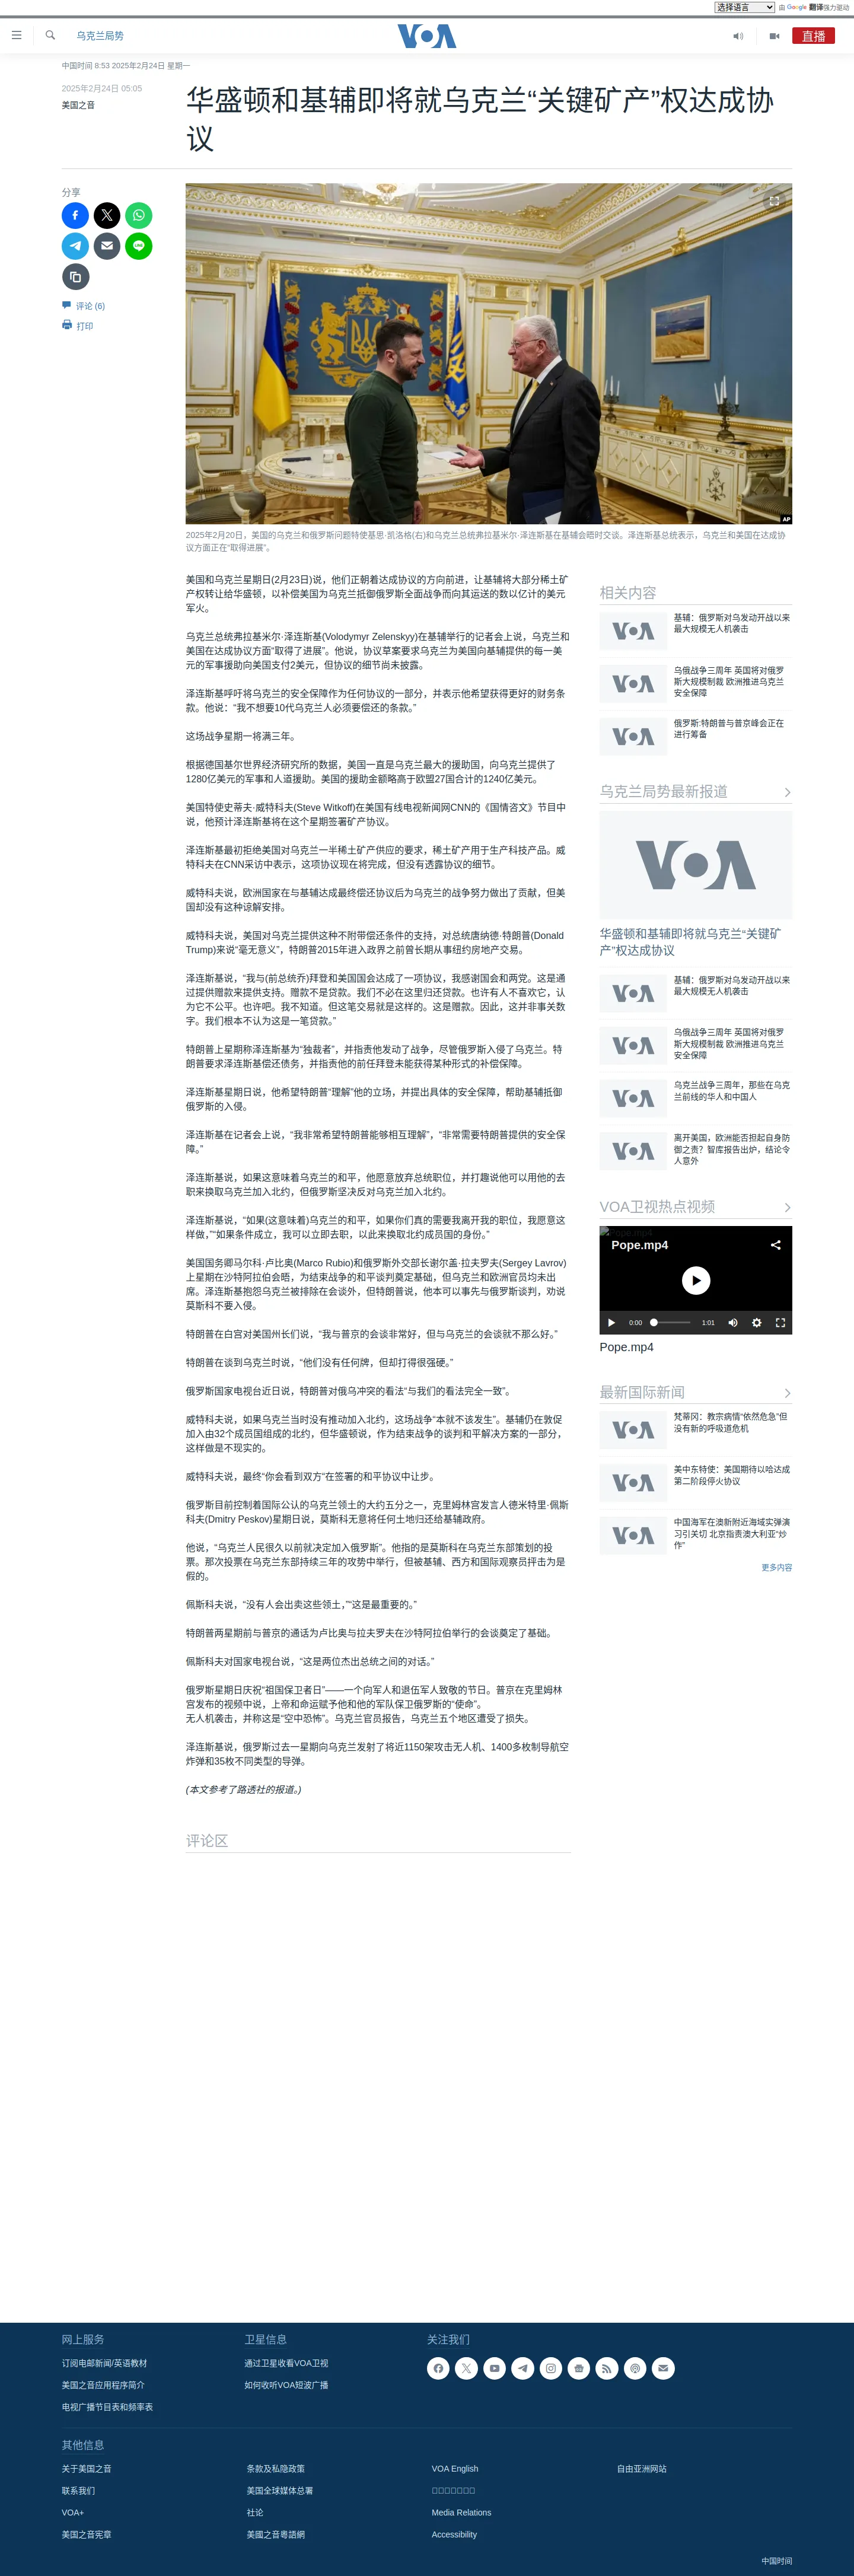 选择语言 由 Google 翻译强力驱动
乌克兰局势
VOA
直播
中国时间 8:53 2025年2月24日 星期一
2025年2月24日 05:05
美国之音
华盛顿和基辅即将就乌克兰“关键矿产”权达成协
议
分享
评论 (6)
打印
AP
2025年2月20日，美国的乌克兰和俄罗斯问题特使基思·凯洛格(右)和乌克兰总统弗拉基米尔·泽连斯基在基辅会晤时交谈。泽连斯基总统表示，乌克兰和美国在达成协
议方面正在“取得进展”。
美国和乌克兰星期日(2月23日)说，他们正朝着达成协议的方向前进，让基辅将大部分稀土矿
产权转让给华盛顿，以补偿美国为乌克兰抵御俄罗斯全面战争而向其运送的数以亿计的美元
军火。
乌克兰总统弗拉基米尔·泽连斯基(Volodymyr Zelenskyy)在基辅举行的记者会上说，乌克兰和
美国在达成协议方面“取得了进展”。他说，协议草案要求乌克兰为美国向基辅提供的每一美
元的军事援助向美国支付2美元，但协议的细节尚未披露。
泽连斯基呼吁将乌克兰的安全保障作为任何协议的一部分，并表示他希望获得更好的财务条
款。他说：“我不想要10代乌克兰人必须要偿还的条款。”
这场战争星期一将满三年。
根据德国基尔世界经济研究所的数据，美国一直是乌克兰最大的援助国，向乌克兰提供了
1280亿美元的军事和人道援助。美国的援助金额略高于欧盟27国合计的1240亿美元。
美国特使史蒂夫·威特科夫(Steve Witkoff)在美国有线电视新闻网CNN的《国情咨文》节目中
说，他预计泽连斯基将在这个星期签署矿产协议。
泽连斯基最初拒绝美国对乌克兰一半稀土矿产供应的要求，稀土矿产用于生产科技产品。威
特科夫在CNN采访中表示，这项协议现在将完成，但没有透露协议的细节。
威特科夫说，欧洲国家在与基辅达成最终偿还协议后为乌克兰的战争努力做出了贡献，但美
国却没有这种谅解安排。
威特科夫说，美国对乌克兰提供这种不附带偿还条件的支持，对总统唐纳德·特朗普(Donald
Trump)来说“毫无意义”，特朗普2015年进入政界之前曾长期从事纽约房地产交易。
泽连斯基说，“我与(前总统乔)拜登和美国国会达成了一项协议，我感谢国会和两党。这是通
过提供赠款来提供支持。赠款不是贷款。我们不必在这里归还贷款。也许有人不喜欢它，认
为它不公平。也许吧。我不知道。但这笔交易就是这样的。这是赠款。因此，这并非事关数
字。我们根本不认为这是一笔贷款。”
特朗普上星期称泽连斯基为“独裁者”，并指责他发动了战争，尽管俄罗斯入侵了乌克兰。特
朗普要求泽连斯基偿还债务，并指责他的前任拜登未能获得某种形式的补偿保障。
泽连斯基星期日说，他希望特朗普“理解”他的立场，并提出具体的安全保障，帮助基辅抵御
俄罗斯的入侵。
泽连斯基在记者会上说，“我非常希望特朗普能够相互理解”，“非常需要特朗普提供的安全保
障。”
泽连斯基说，如果这意味着乌克兰的和平，他愿意放弃总统职位，并打趣说他可以用他的去
职来换取乌克兰加入北约，但俄罗斯坚决反对乌克兰加入北约。
泽连斯基说，“如果(这意味着)乌克兰的和平，如果你们真的需要我离开我的职位，我愿意这
样做，”“如果条件成立，我可以立即去职，以此来换取北约成员国的身份。”
美国国务卿马尔科·卢比奥(Marco Rubio)和俄罗斯外交部长谢尔盖·拉夫罗夫(Sergey Lavrov)
上星期在沙特阿拉伯会晤，为结束战争的和平谈判奠定基础，但乌克兰和欧洲官员均未出
席。泽连斯基抱怨乌克兰被排除在会谈外，但特朗普说，他本可以事先与俄罗斯谈判，劝说
莫斯科不要入侵。
特朗普在白宫对美国州长们说，“我与普京的会谈非常好，但与乌克兰的会谈就不那么好。”
特朗普在谈到乌克兰时说，“他们没有任何牌，但却打得很强硬。”
俄罗斯国家电视台近日说，特朗普对俄乌冲突的看法“与我们的看法完全一致”。
威特科夫说，如果乌克兰当时没有推动加入北约，这场战争“本就不该发生”。基辅仍在敦促
加入由32个成员国组成的北约，但华盛顿说，作为结束战争的谈判和平解决方案的一部分，
这样做是不现实的。
威特科夫说，最终“你会看到双方“在签署的和平协议中让步。
俄罗斯目前控制着国际公认的乌克兰领土的大约五分之一，克里姆林宫发言人德米特里·佩斯
科夫(Dmitry Peskov)星期日说，莫斯科无意将任何土地归还给基辅政府。
他说，“乌克兰人民很久以前就决定加入俄罗斯”。他指的是莫斯科在乌克兰东部策划的投
票。那次投票在乌克兰东部持续三年的攻势中举行，但被基辅、西方和国际观察员抨击为是
假的。
佩斯科夫说，“没有人会出卖这些领土，”“这是最重要的。”
特朗普两星期前与普京的通话为卢比奥与拉夫罗夫在沙特阿拉伯举行的会谈奠定了基础。
佩斯科夫对国家电视台说，“这是两位杰出总统之间的对话。”
俄罗斯星期日庆祝“祖国保卫者日”——一个向军人和退伍军人致敬的节日。普京在克里姆林
宫发布的视频中说，上帝和命运赋予他和他的军队保卫俄罗斯的“使命”。
无人机袭击，并称这是“空中恐怖”。乌克兰官员报告，乌克兰五个地区遭受了损失。
泽连斯基说，俄罗斯过去一星期向乌克兰发射了将近1150架攻击无人机、1400多枚制导航空
炸弹和35枚不同类型的导弹。
(本文参考了路透社的报道。)
评论区
相关内容
VOA
基辅：俄罗斯对乌发动开战以来
最大规模无人机袭击
VOA
乌俄战争三周年 英国将对俄罗
斯大规模制裁 欧洲推进乌克兰
安全保障
VOA
俄罗斯:特朗普与普京峰会正在
进行筹备
乌克兰局势最新报道
VOA
华盛顿和基辅即将就乌克兰“关键矿
产”权达成协议
VOA
基辅：俄罗斯对乌发动开战以来
最大规模无人机袭击
VOA
乌俄战争三周年 英国将对俄罗
斯大规模制裁 欧洲推进乌克兰
安全保障
VOA
乌克兰战争三周年，那些在乌克
兰前线的华人和中国人
VOA
离开美国，欧洲能否担起自身防
御之责？智库报告出炉，结论令
人意外
VOA卫视热点视频
Pope.mp4
0:00 1:01
Pope.mp4
最新国际新闻
VOA
梵蒂冈：教宗病情“依然危急”但
没有新的呼吸道危机
VOA
美中东特使：美国期待以哈达成
第二阶段停火协议
VOA
中国海军在澳新附近海域实弹演
习引关切 北京指责澳大利亚“炒
作”
更多内容
网上服务
订阅电邮新闻/英语教材
美国之音应用程序简介
电视广播节目表和频率表
卫星信息
通过卫星收看VOA卫视
如何收听VOA短波广播
关注我们
其他信息
关于美国之音
联系我们
VOA+
美国之音宪章
条款及私隐政策
美国全球媒体总署
社论
美國之音粵語網
VOA English
Media Relations
Accessibility
自由亚洲网站
中国时间